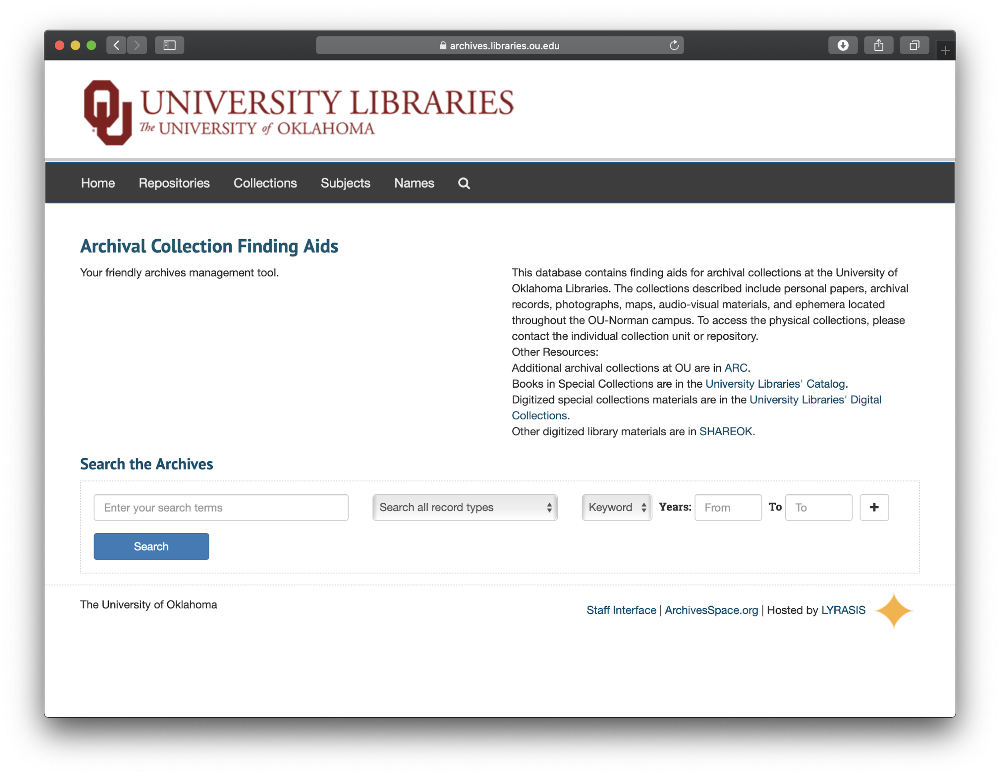 archives.libraries.ou.edu
OU
UNIVERSITY LIBRARIES
The UNIVERSITY of OKLAHOMA
Home Repositories Collections Subjects Names
Archival Collection Finding Aids
Your friendly archives management tool.
This database contains finding aids for archival collections at the University of
Oklahoma Libraries. The collections described include personal papers, archival
records, photographs, maps, audio-visual materials, and ephemera located
throughout the OU-Norman campus. To access the physical collections, please
contact the individual collection unit or repository.
Other Resources:
Additional archival collections at OU are in ARC.
Books in Special Collections are in the University Libraries' Catalog.
Digitized special collections materials are in the University Libraries' Digital
Collections.
Other digitized library materials are in SHAREOK.
Search the Archives
Enter your search terms Search all record types Keyword Years: From To To
Search
The University of Oklahoma
Staff Interface | ArchivesSpace.org | Hosted by LYRASIS